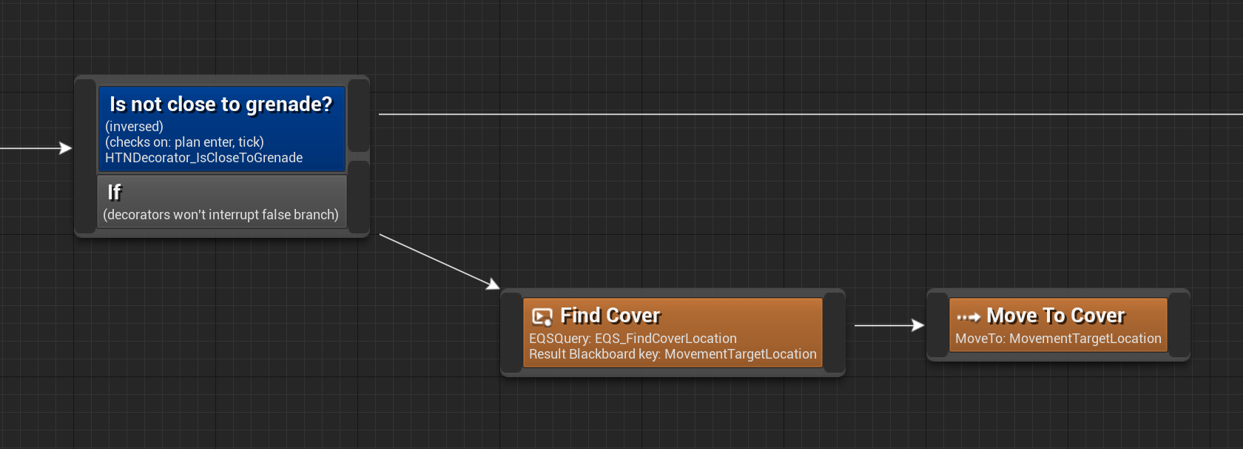 Is not close to grenade?
(inversed)
(checks on: plan enter, tick)
HTNDecorator_IsCloseToGrenade
If
(decorators won't interrupt false branch)
Find Cover
EQSQuery: EQS_FindCoverLocation
Result Blackboard key: MovementTargetLocation
Move To Cover
MoveTo: MovementTargetLocation